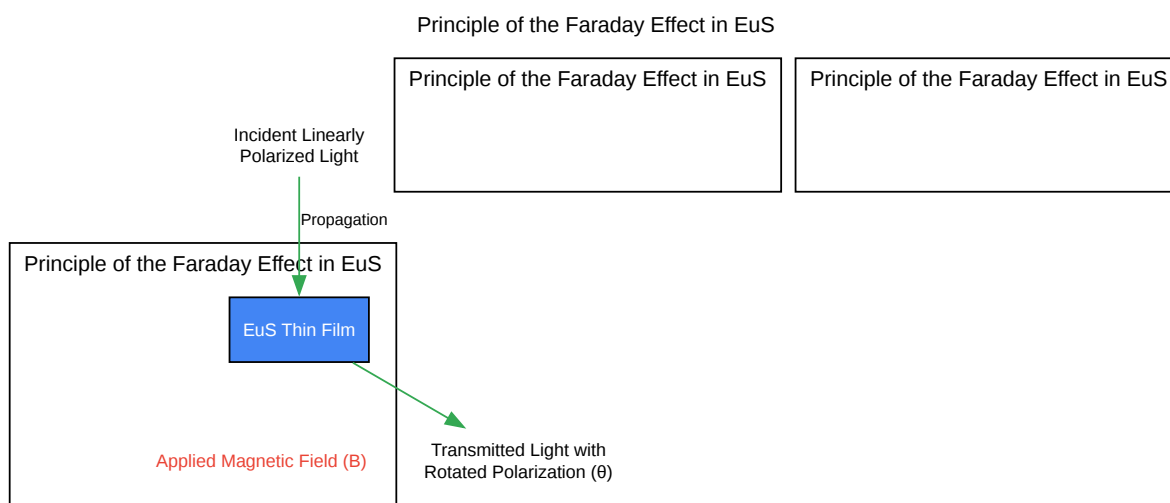 Principle of the Faraday Effect in EuS
Principle of the Faraday Effect in EuS
Principle of the Faraday Effect in EuS
Incident Linearly
Polarized Light
Propagation
Principle of the Faraday Effect in EuS
EuS Thin Film
Applied Magnetic Field (B)
Transmitted Light with
Rotated Polarization (θ)